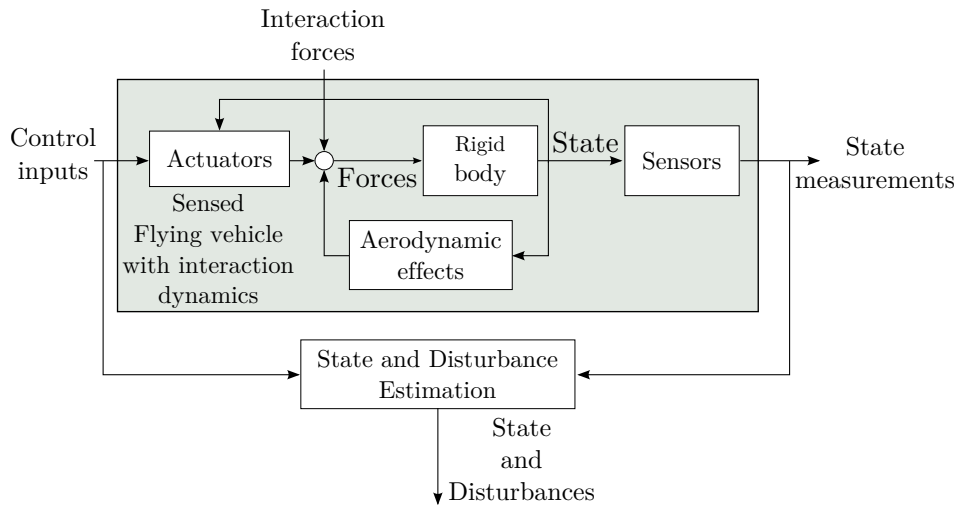 Interaction
forces
Control
inputs
Actuators
Forces
Rigid
body
State
Sensors
State
measurements
Sensed
Flying vehicle
with interaction
dynamics
Aerodynamic
effects
State and Disturbance
Estimation
State
and
Disturbances